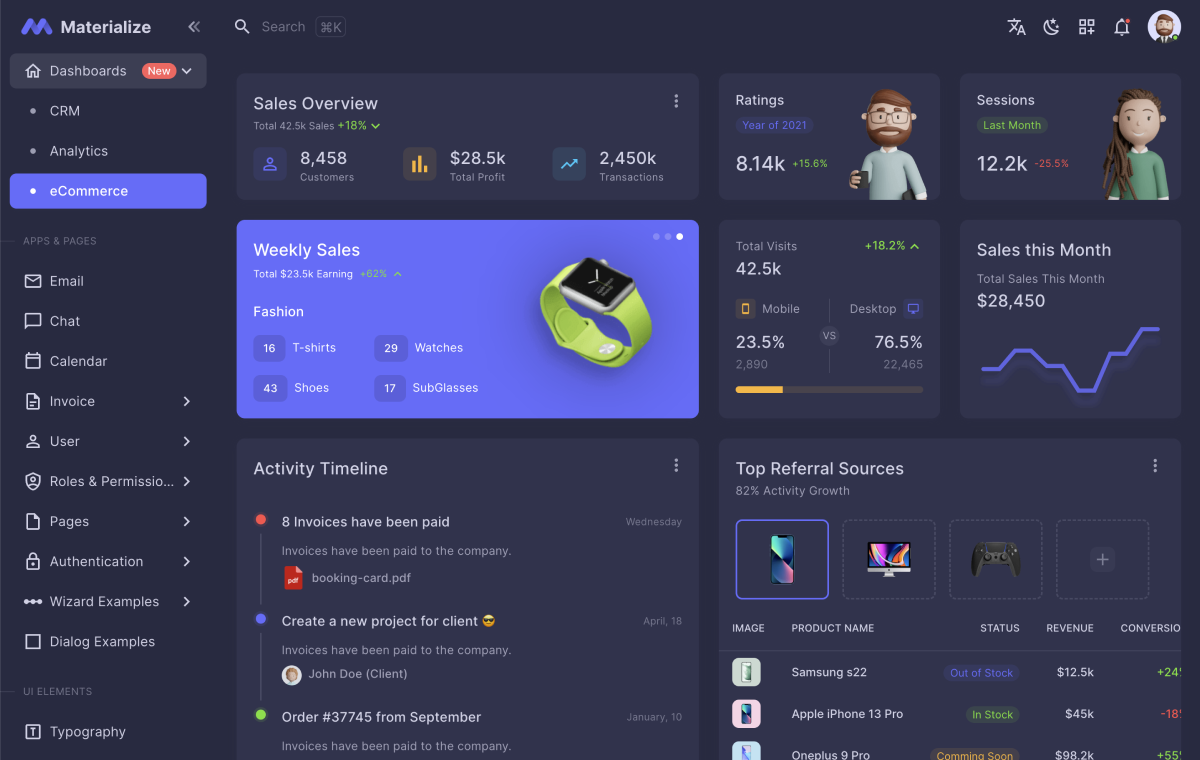 Materialize
Search ⌘K
Dashboards New
CRM
Analytics
eCommerce
APPS & PAGES
Email
Chat
Calendar
Invoice
User
Roles & Permissio...
Pages
Authentication
Wizard Examples
Dialog Examples
UI ELEMENTS
Typography
Sales Overview
Total 42.5k Sales +18%
8,458
Customers
$28.5k
Total Profit
2,450k
Transactions
Ratings
Year of 2021
8.14k +15.6%
Sessions
Last Month
12.2k -25.5%
Weekly Sales
Total $23.5k Earning +62%
Fashion
16 T-shirts 29 Watches
43 Shoes 17 SubGlasses
Total Visits +18.2%
42.5k
Mobile Desktop
VS
23.5% 76.5%
2,890 22,465
Sales this Month
Total Sales This Month
$28,450
Activity Timeline
8 Invoices have been paid Wednesday
Invoices have been paid to the company.
pdf booking-card.pdf
Create a new project for client 😎 April, 18
Invoices have been paid to the company.
John Doe (Client)
Order #37745 from September January, 10
Invoices have been paid to the company.
Top Referral Sources
82% Activity Growth
IMAGE PRODUCT NAME STATUS REVENUE CONVERSIO
Samsung s22 Out of Stock $12.5k +24
Apple iPhone 13 Pro In Stock $45k -18
Oneplus 9 Pro Comming Soon $98.2k +55